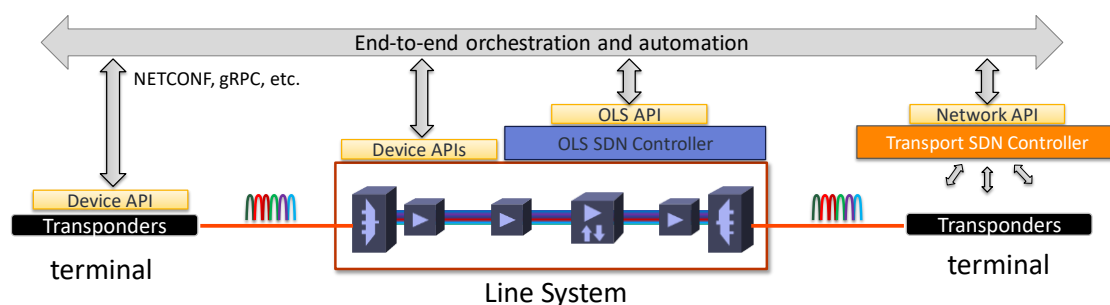 End-to-end orchestration and automation
NETCONF, gRPC, etc.
OLS API
Network API
Device APIs
OLS SDN Controller
Transport SDN Controller
Device API
Transponders
Transponders
terminal
terminal
Line System